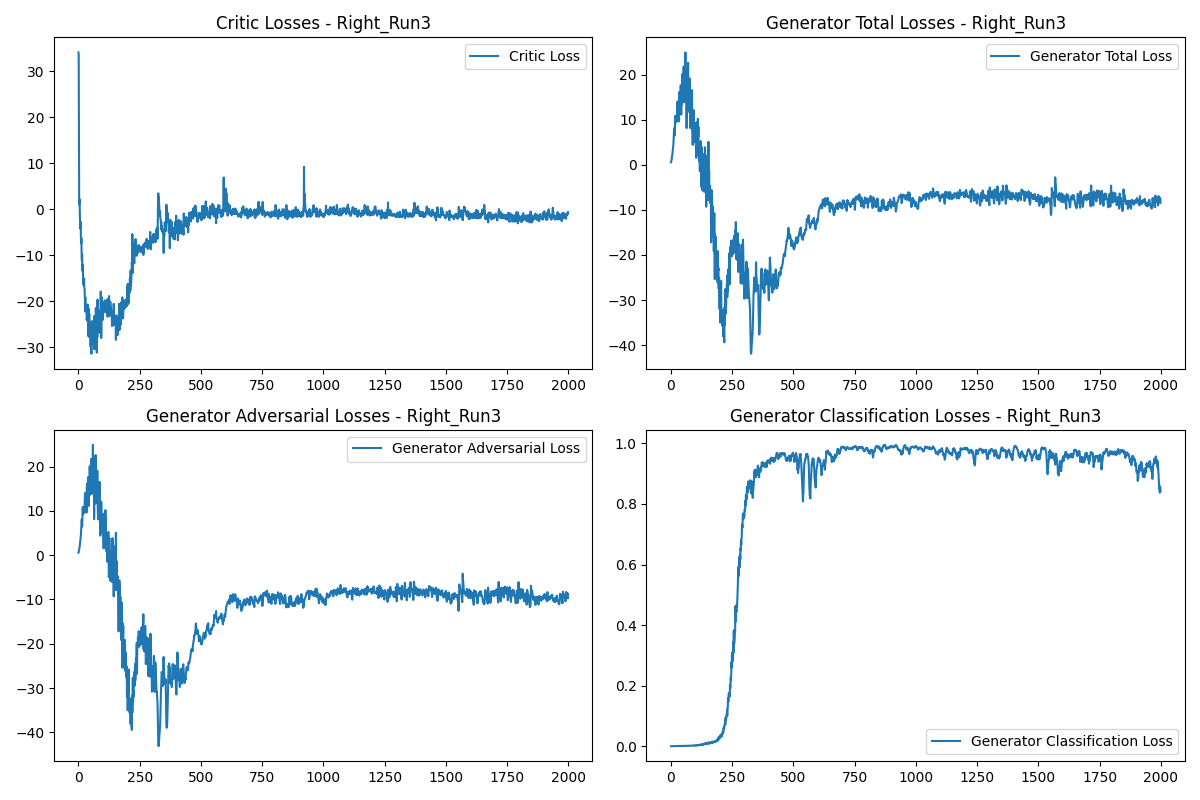 Critic Losses - Right_Run3
Critic Loss
30
20
10
0
−10
−20
−30
0 250 500 750 1000 1250 1500 1750 2000
Generator Total Losses - Right_Run3
Generator Total Loss
20
10
0
−10
−20
−30
−40
0 250 500 750 1000 1250 1500 1750 2000
Generator Adversarial Losses - Right_Run3
Generator Adversarial Loss
20
10
0
−10
−20
−30
−40
0 250 500 750 1000 1250 1500 1750 2000
Generator Classification Losses - Right_Run3
1.0
0.8
0.6
0.4
0.2
0.0
Generator Classification Loss
0 250 500 750 1000 1250 1500 1750 2000